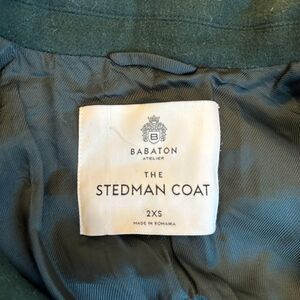 B
BABATON
ATELIER
THE
STEDMAN COAT
2XS
MADE IN ROMANIA